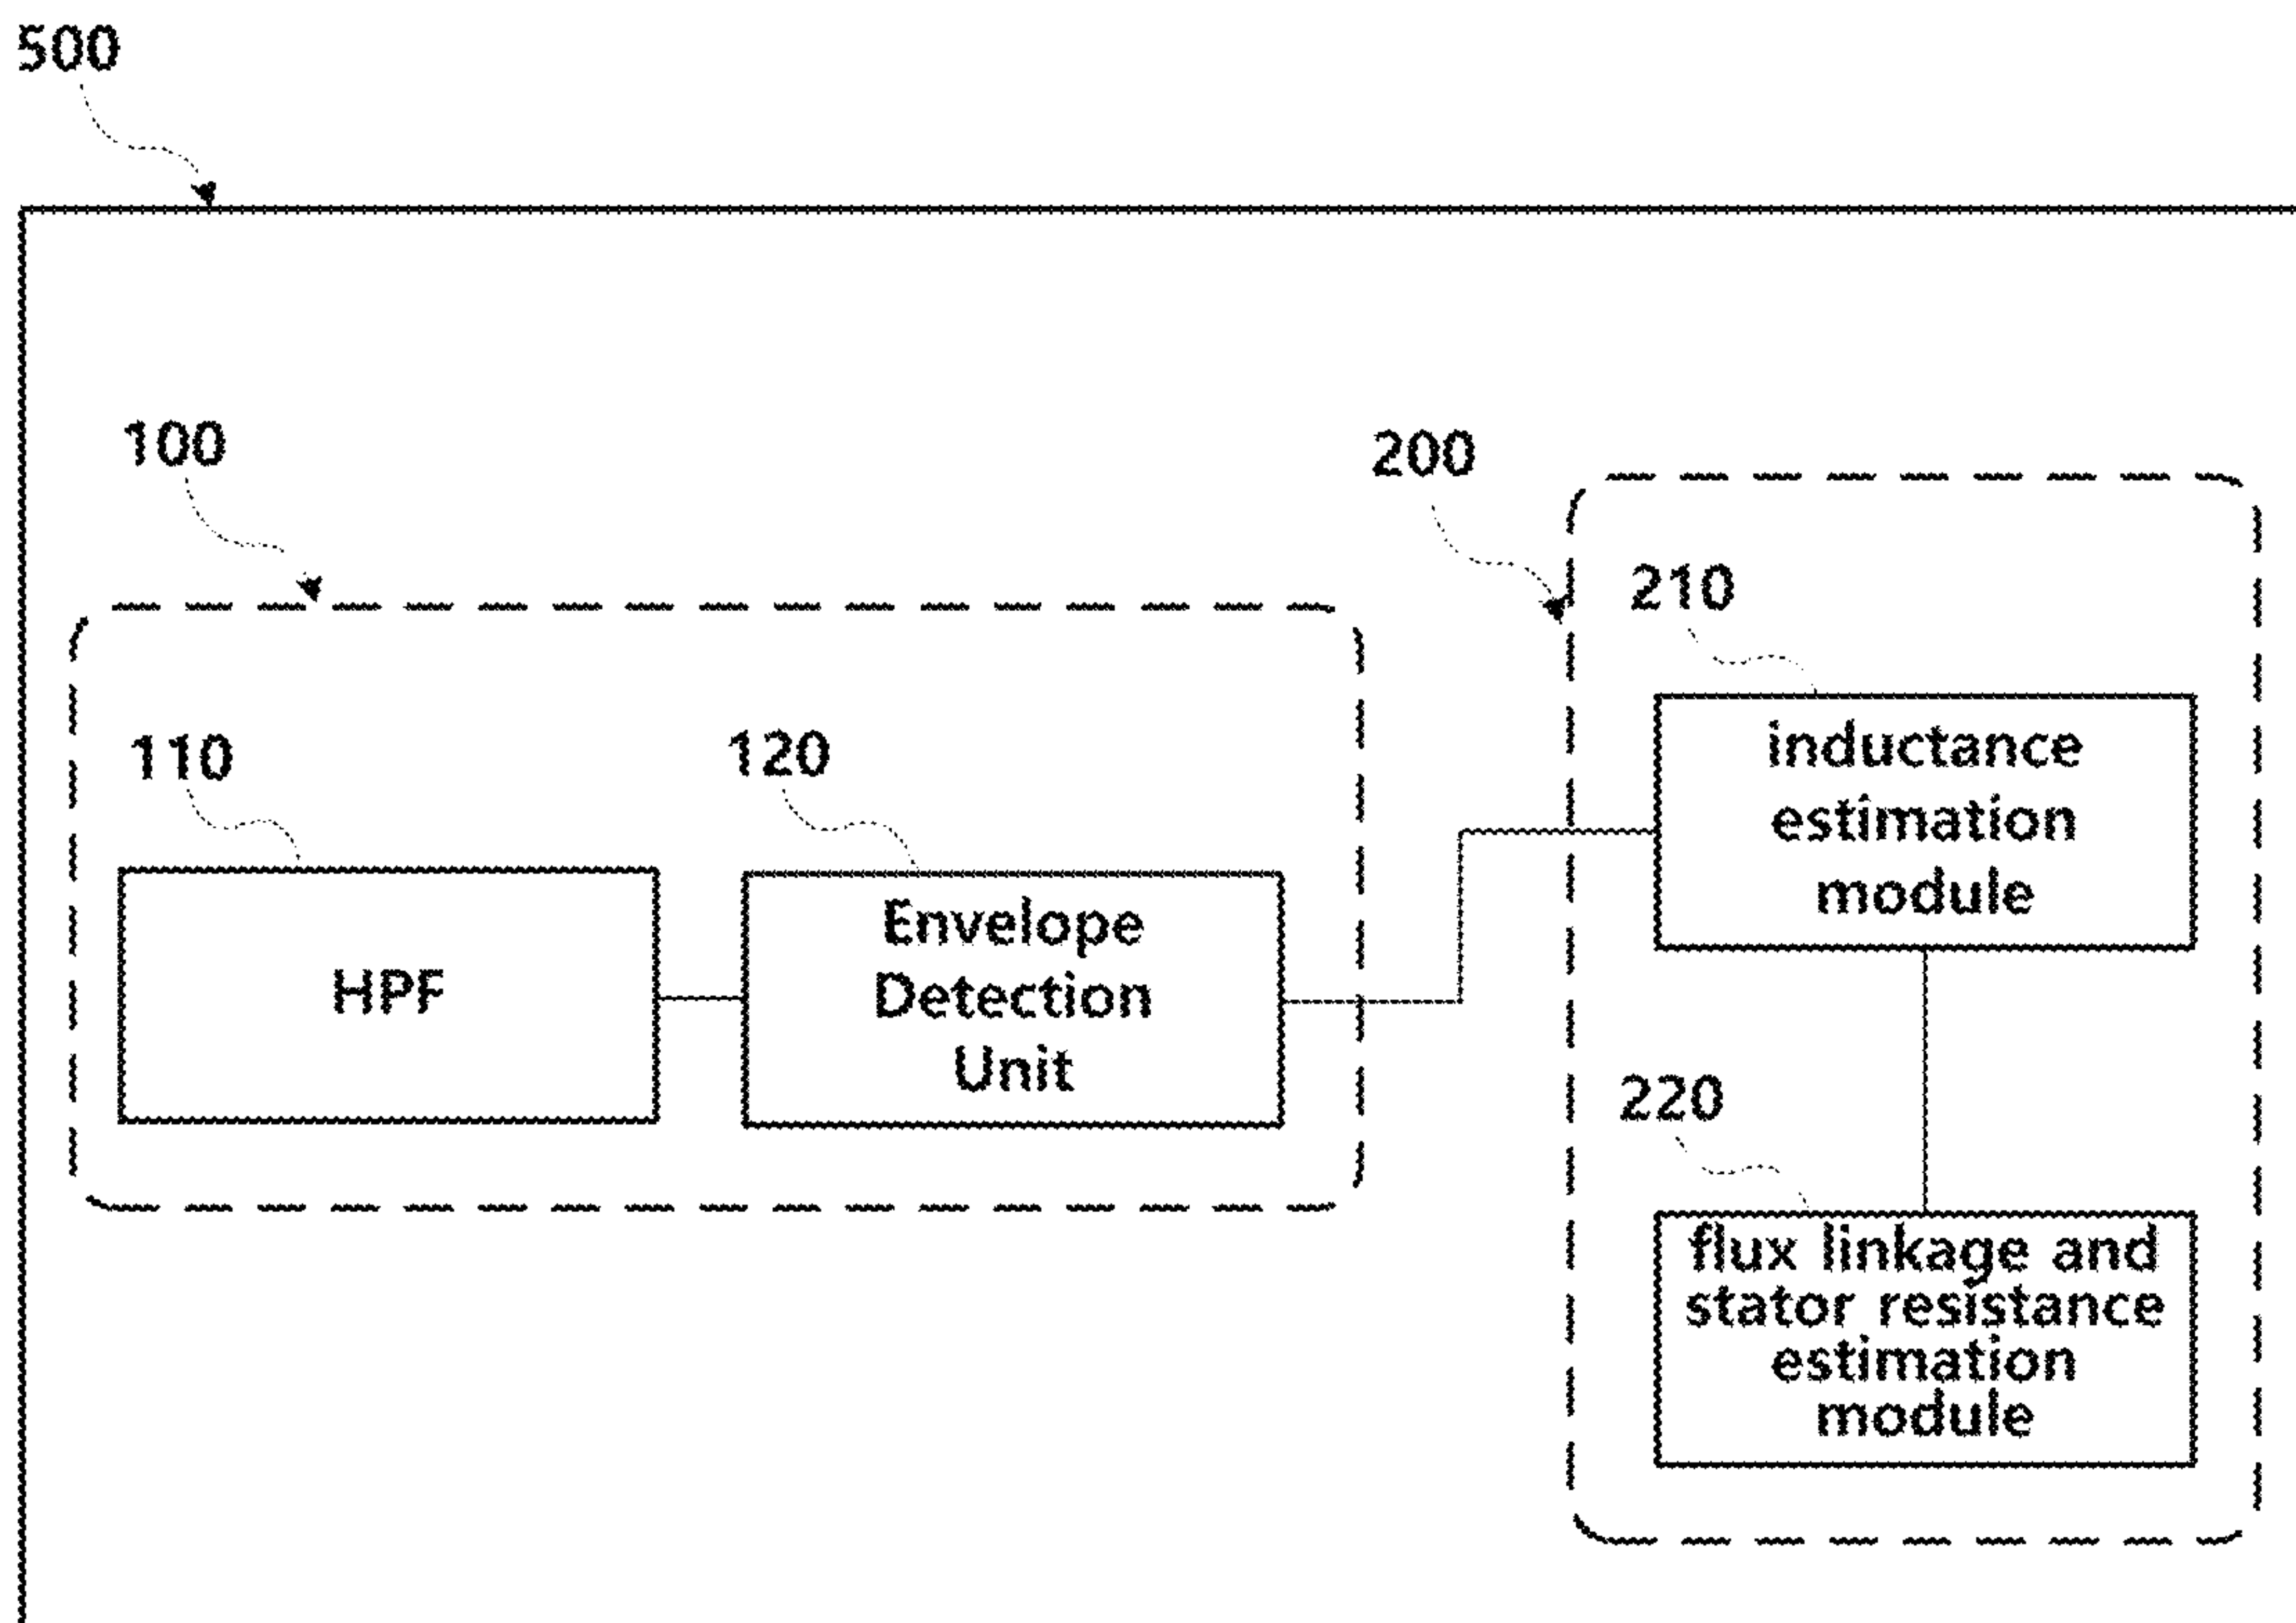 500
100
200
210
110
120
inductance
estimation
module
HPF
Envelope
Detection
Unit
220
flux linkage and
stator resistance
estimation
module